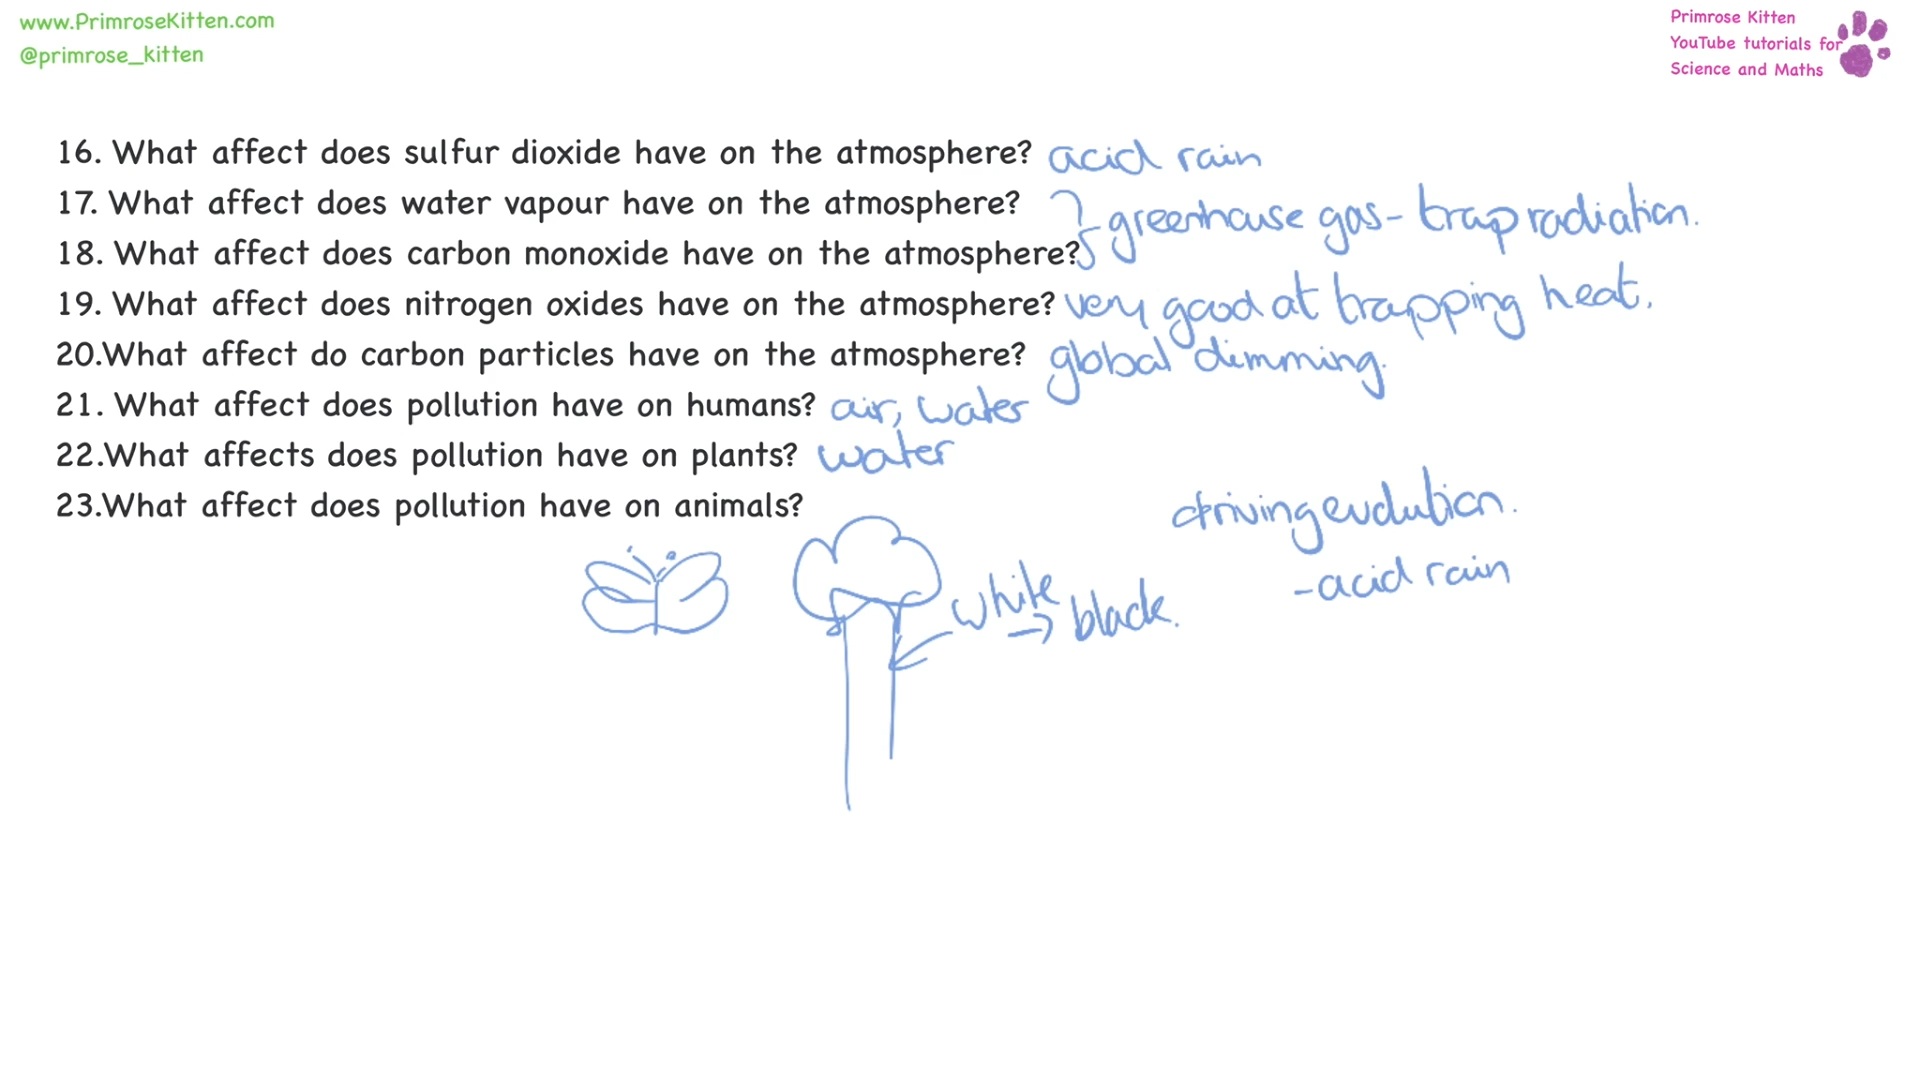 www.PrimroseKitten.com
@primrose_kitten
Primrose Kitten
YouTube tutorials for
Science and Maths
16. What affect does sulfur dioxide have on the atmosphere? acid rain
17. What affect does water vapour have on the atmosphere?
greenhouse gas - trap radiation.
18. What affect does carbon monoxide have on the atmosphere?
19. What affect does nitrogen oxides have on the atmosphere? very good at trapping heat.
20.What affect do carbon particles have on the atmosphere? global dimming.
21. What affect does pollution have on humans? air, water
22.What affects does pollution have on plants? water
23.What affect does pollution have on animals?
driving evolution.
- acid rain
white → black.